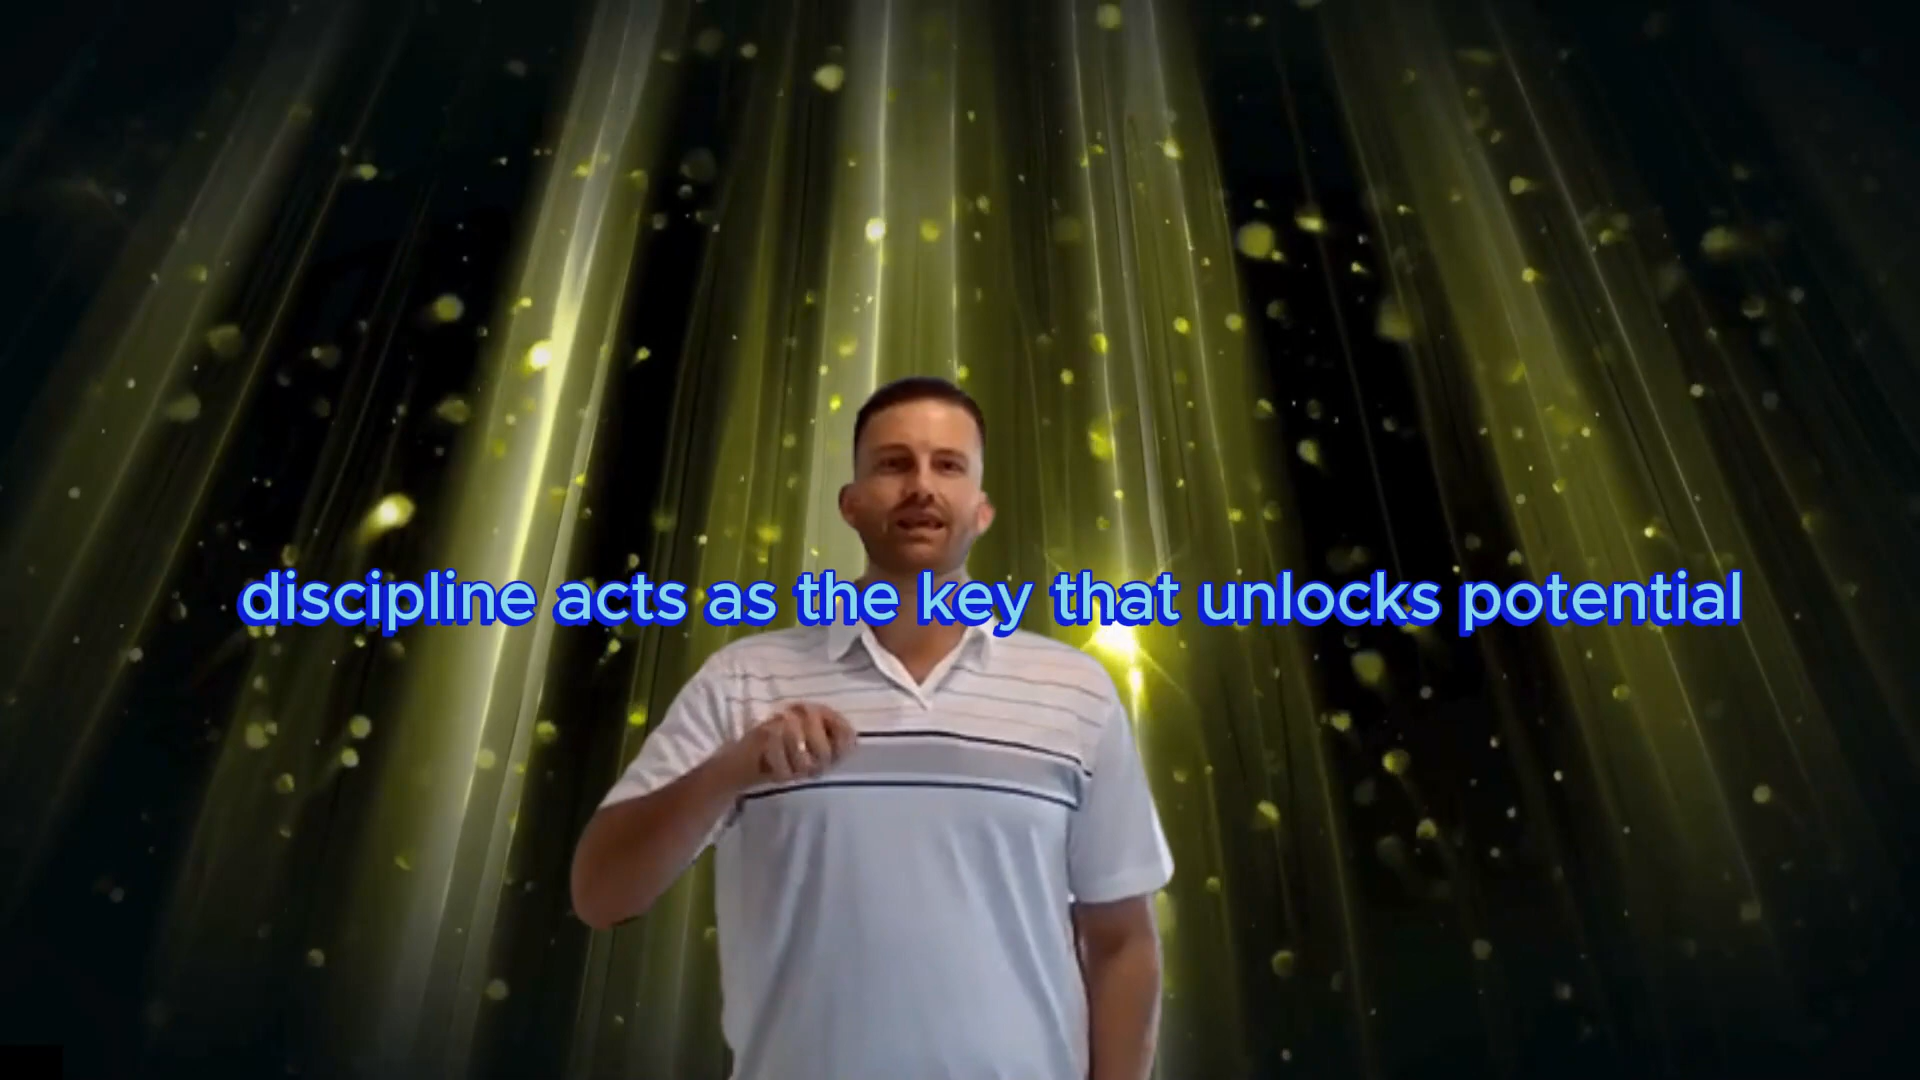 discipline acts as the key that unlocks potential